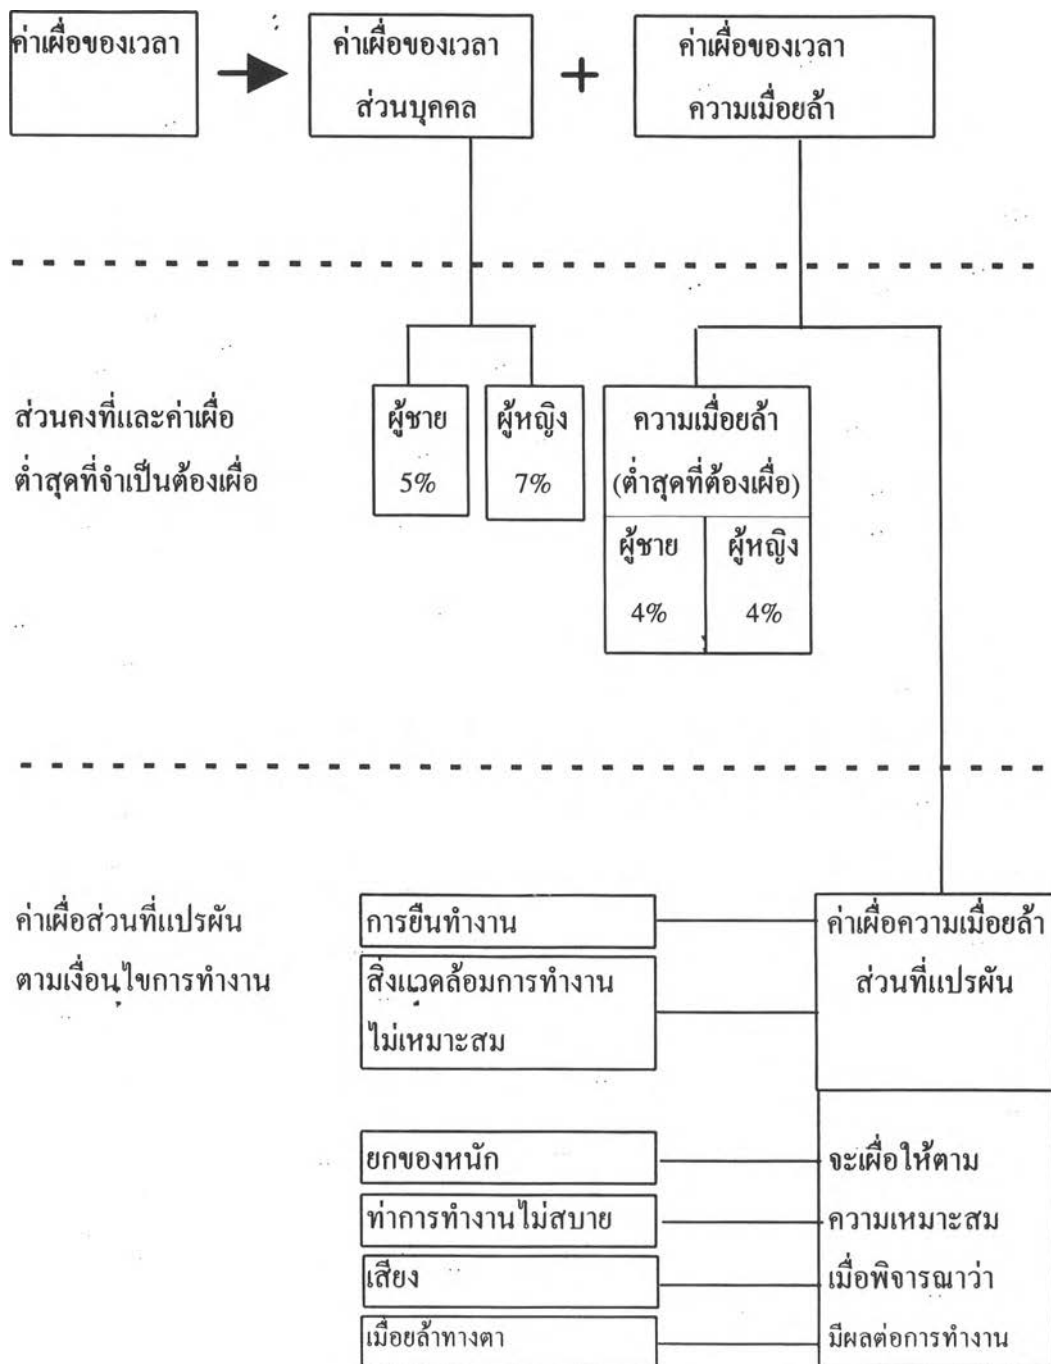 ค่าเผื่อของเวลา
ค่าเผื่อของเวลา
ส่วนบุคคล
+
ค่าเผื่อของเวลา
ความเมื่อยล้า
ส่วนคงที่และค่าเผื่อ
ต่ำสุดที่จำเป็นต้องเผื่อ
ผู้ชาย
5%
ผู้หญิง
7%
ความเมื่อยล้า
(ต่ำสุดที่ต้องเผื่อ)
ผู้ชาย
4%
ผู้หญิง
4%
ค่าเผื่อส่วนที่แปรผัน
ตามเงื่อนไขการทำงาน
การยืนทำงาน
สิ่งแวดล้อมการทำงาน
ไม่เหมาะสม
ยกของหนัก
ท่าการทำงานไม่สบาย
เสียง
เมื่อยล้าทางตา
ค่าเผื่อความเมื่อยล้า
ส่วนที่แปรผัน
จะเผื่อให้ตาม
ความเหมาะสม
เมื่อพิจารณาว่า
มีผลต่อการทำงาน